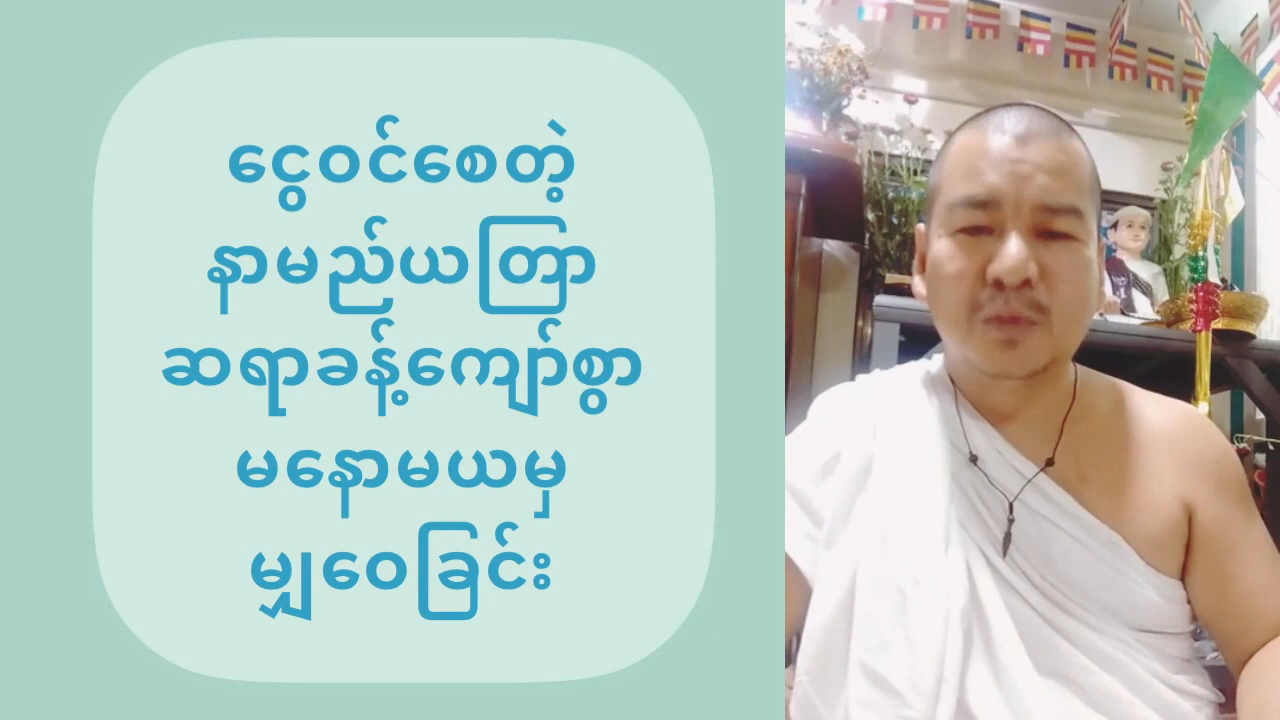 ငွေဝင်စေတဲ့
နာမည်ယတြာ
ဆရာခန့်ကျော်စွာ
မနောမယမှ
မျှဝေခြင်း